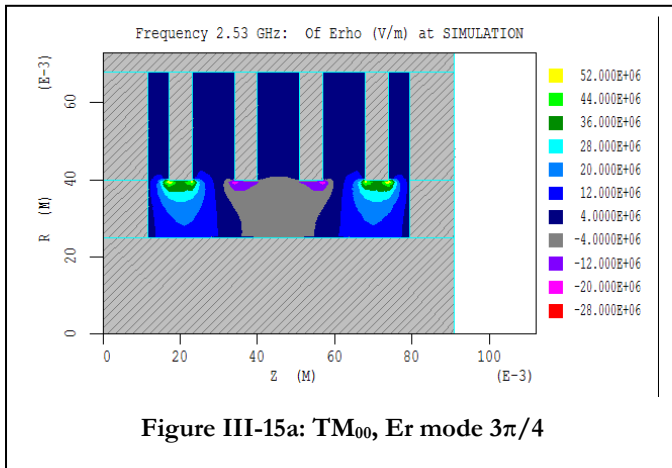 Frequency 2.53 GHz: Of Erho (V/m) at SIMULATION
(E-3)
60
40
R (M)
20
0
0 20 40 60 80 100
Z (M) (E-3)
52.000E+06
44.000E+06
36.000E+06
28.000E+06
20.000E+06
12.000E+06
4.000E+06
-4.000E+06
-12.000E+06
-20.000E+06
-28.000E+06
Figure III-15a: TM₀₀, Er mode 3π/4